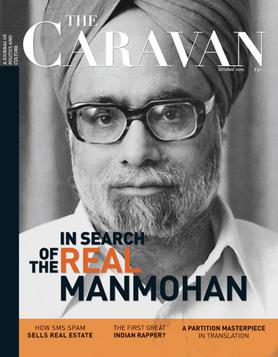 A JOURNAL OF
POLITICS AND
CULTURE
THE
CARAVAN
October 2011
IN SEARCH
OF THE REAL
MANMOHAN
HOW SMS SPAM
SELLS REAL ESTATE
THE FIRST GREAT
INDIAN RAPPER?
A PARTITION MASTERPIECE
IN TRANSLATION